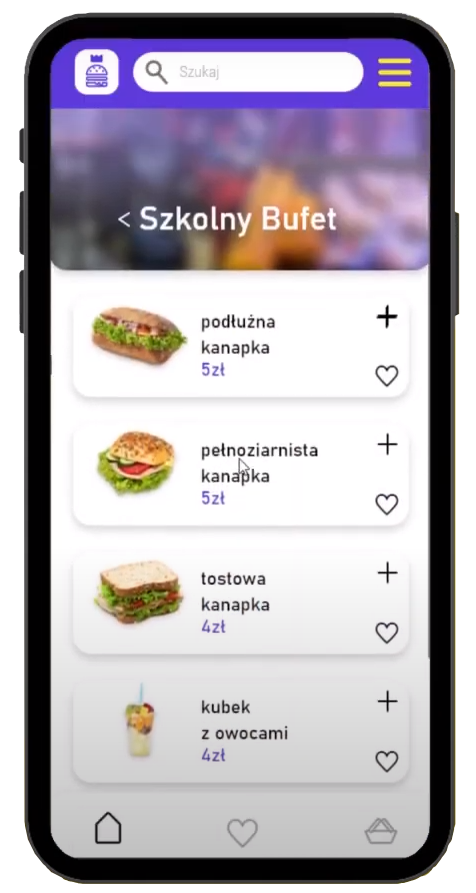 Szukaj
< Szkolny Bufet
podłużna
kanapka
5zł
pełnoziarnista
kanapka
5zł
tostowa
kanapka
4zł
kubek
z owocami
4zł